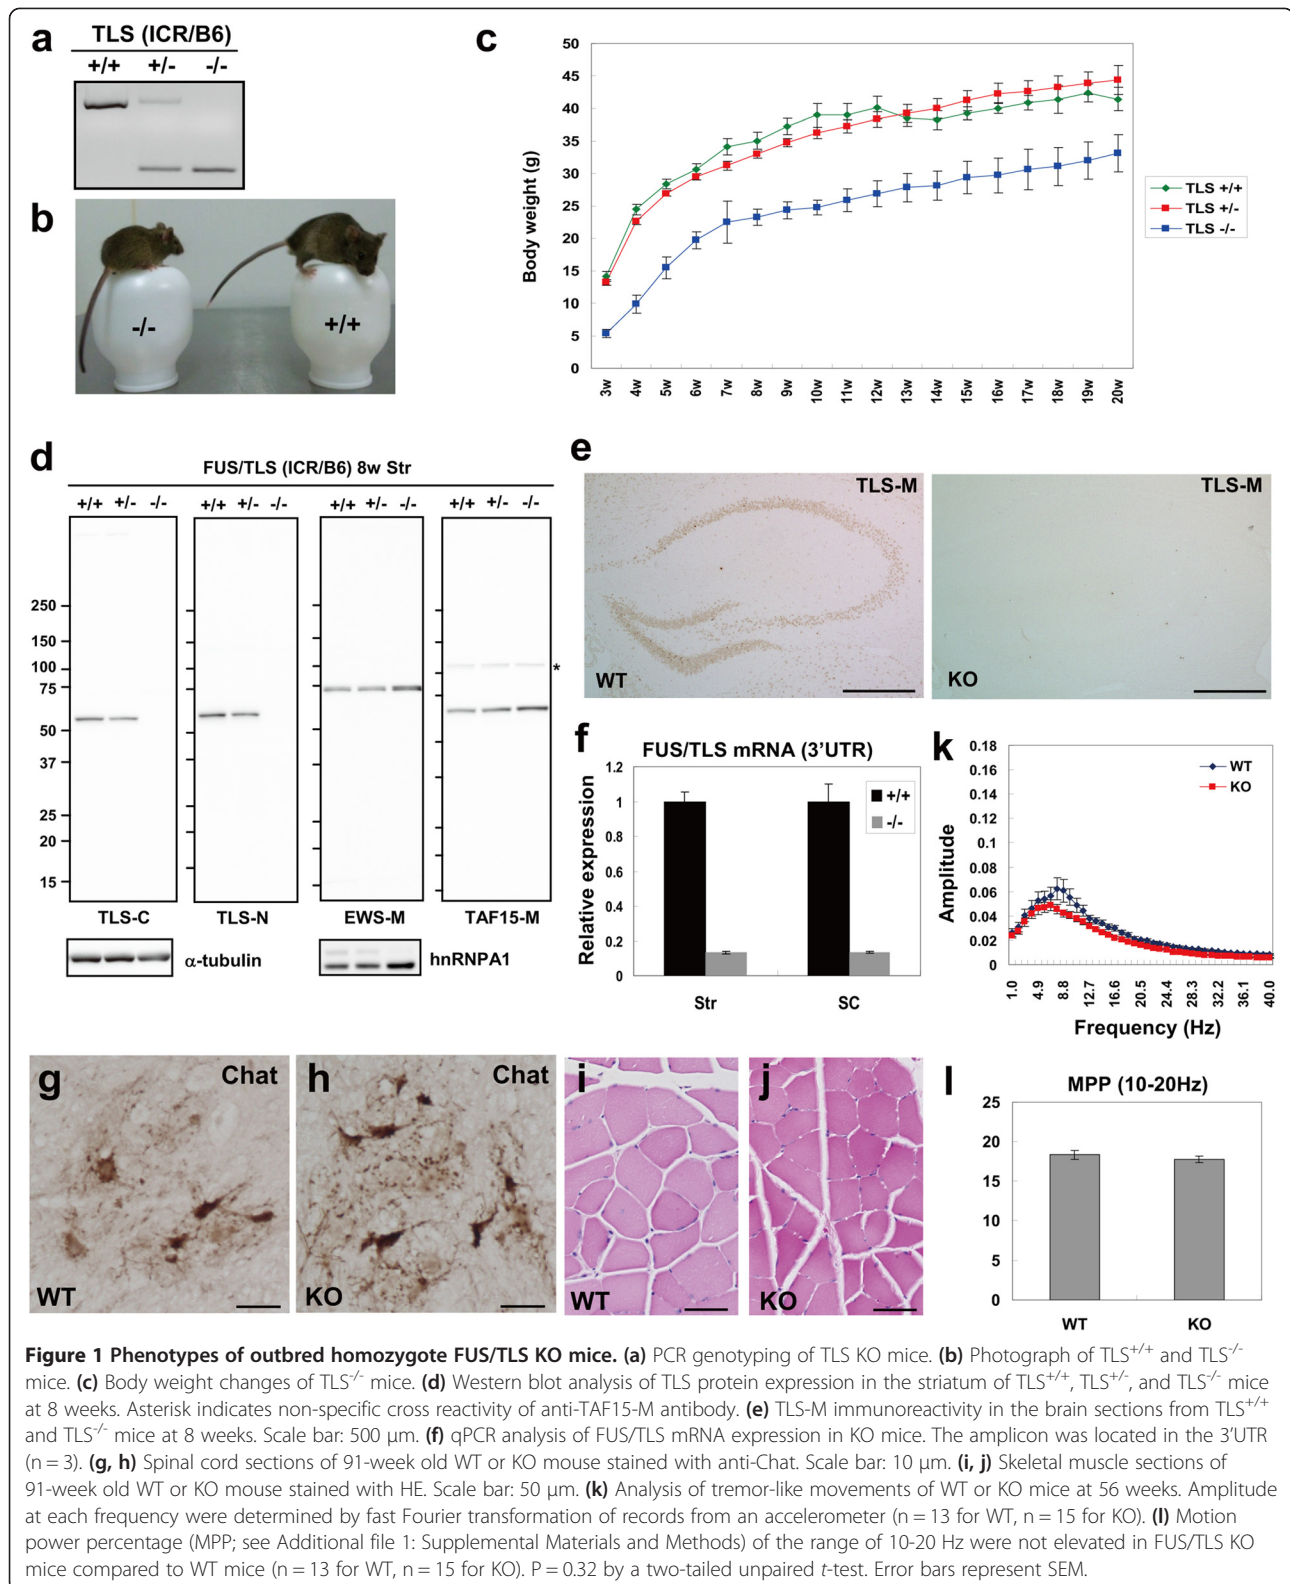 a
TLS (ICR/B6)
+/+ +/- -/-
b
-/-
+/+
c
Body weight (g)
50
45
40
35
30
25
20
15
10
5
0
3w 4w 5w 6w 7w 8w 9w 10w 11w 12w 13w 14w 15w 16w 17w 18w 19w 20w
TLS +/+
TLS +/-
TLS -/-
d
FUS/TLS (ICR/B6) 8w Str
+/+ +/- -/- +/+ +/- -/- +/+ +/- -/- +/+ +/- -/-
250
150
100
75
50
37
25
20
15
*
TLS-C TLS-N EWS-M TAF15-M
α-tubulin
hnRNPA1
e
TLS-M
WT
TLS-M
KO
f
FUS/TLS mRNA (3'UTR)
Relative expression
1.2
1
0.8
0.6
0.4
0.2
0
+/+
-/-
Str SC
k
Amplitude
0.18
0.16
0.14
0.12
0.10
0.08
0.06
0.04
0.02
0
WT
KO
1.0 4.9 8.8 12.7 16.6 20.5 24.4 28.3 32.2 36.1 40.0
Frequency (Hz)
g
Chat
WT
h
Chat
KO
i
WT
j
KO
l
MPP (10-20Hz)
25
20
15
10
5
0
WT KO
Figure 1 Phenotypes of outbred homozygote FUS/TLS KO mice. (a) PCR genotyping of TLS KO mice. (b) Photograph of TLS+/+ and TLS-/-
mice. (c) Body weight changes of TLS-/- mice. (d) Western blot analysis of TLS protein expression in the striatum of TLS+/+, TLS+/-, and TLS-/- mice
at 8 weeks. Asterisk indicates non-specific cross reactivity of anti-TAF15-M antibody. (e) TLS-M immunoreactivity in the brain sections from TLS+/+
and TLS-/- mice at 8 weeks. Scale bar: 500 μm. (f) qPCR analysis of FUS/TLS mRNA expression in KO mice. The amplicon was located in the 3'UTR
(n = 3). (g, h) Spinal cord sections of 91-week old WT or KO mouse stained with anti-Chat. Scale bar: 10 μm. (i, j) Skeletal muscle sections of
91-week old WT or KO mouse stained with HE. Scale bar: 50 μm. (k) Analysis of tremor-like movements of WT or KO mice at 56 weeks. Amplitude
at each frequency were determined by fast Fourier transformation of records from an accelerometer (n = 13 for WT, n = 15 for KO). (l) Motion
power percentage (MPP; see Additional file 1: Supplemental Materials and Methods) of the range of 10-20 Hz were not elevated in FUS/TLS KO
mice compared to WT mice (n = 13 for WT, n = 15 for KO). P = 0.32 by a two-tailed unpaired t-test. Error bars represent SEM.